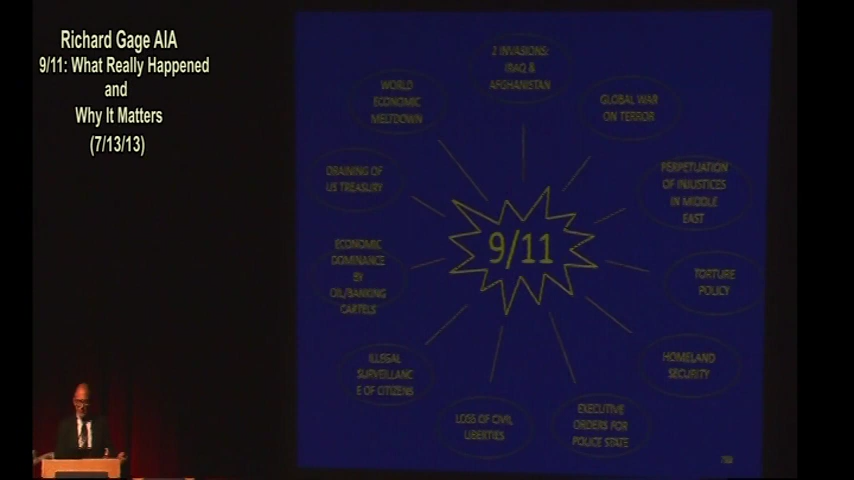 Richard Gage AIA
9/11: What Really Happened
and
Why It Matters
(7/13/13)
2 INVASIONS:
IRAQ &
AFGHANISTAN
GLOBAL WAR
ON TERROR
PERPETUATION
OF INJUSTICES
IN MIDDLE
EAST
TORTURE
POLICY
HOMELAND
SECURITY
EXECUTIVE
ORDERS FOR
POLICE STATE
LOSS OF CIVIL
LIBERTIES
ILLEGAL
SURVEILLANC
E OF CITIZENS
ECONOMIC
DOMINANCE
BY
OIL/BANKING
CARTELS
DRAINING OF
US TREASURY
WORLD
ECONOMIC
MELTDOWN
9/11